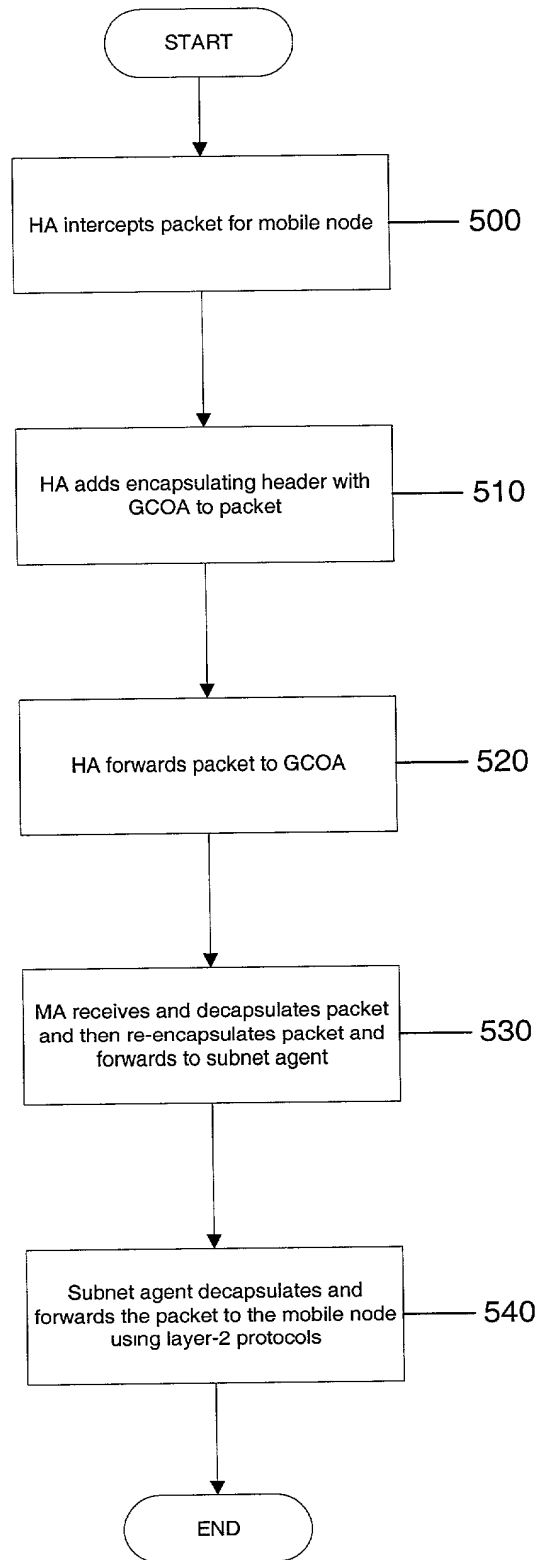 START
HA intercepts packet for mobile node
500
HA adds encapsulating header with
GCOA to packet
510
HA forwards packet to GCOA
520
MA receives and decapsulates packet
and then re-encapsulates packet and
forwards to subnet agent
530
Subnet agent decapsulates and
forwards the packet to the mobile node
using layer-2 protocols
540
END